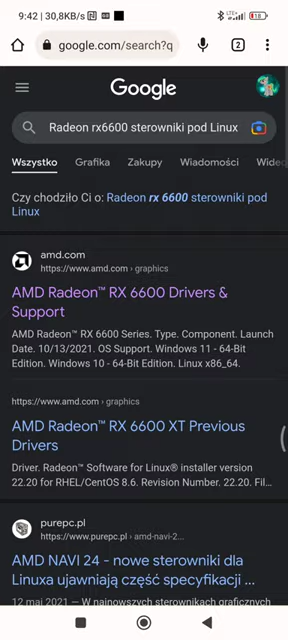 9:42 | 30,8KB/s
LTE+
18
google.com/search?q
2
Google
Radeon rx6600 sterowniki pod Linux
Wszystko Grafika Zakupy Wiadomości Wideo
Czy chodziło Ci o: Radeon rx 6600 sterowniki pod
Linux
amd.com
https://www.amd.com › graphics
AMD Radeon™ RX 6600 Drivers &
Support
AMD Radeon™ RX 6600 Series. Type. Component. Launch
Date. 10/13/2021. OS Support. Windows 11 - 64-Bit
Edition. Windows 10 - 64-Bit Edition. Linux x86_64.
https://www.amd.com › graphics
AMD Radeon™ RX 6600 XT Previous
Drivers
Driver. Radeon™ Software for Linux® installer version
22.20 for RHEL/CentOS 8.6. Revision Number. 22.20. Fil...
purepc.pl
https://www.purepc.pl › amd-navi-2...
AMD NAVI 24 - nowe sterowniki dla
Linuxa ujawniają część specyfikacji ...
12 maj 2021 — W najnowszych sterownikach graficznych